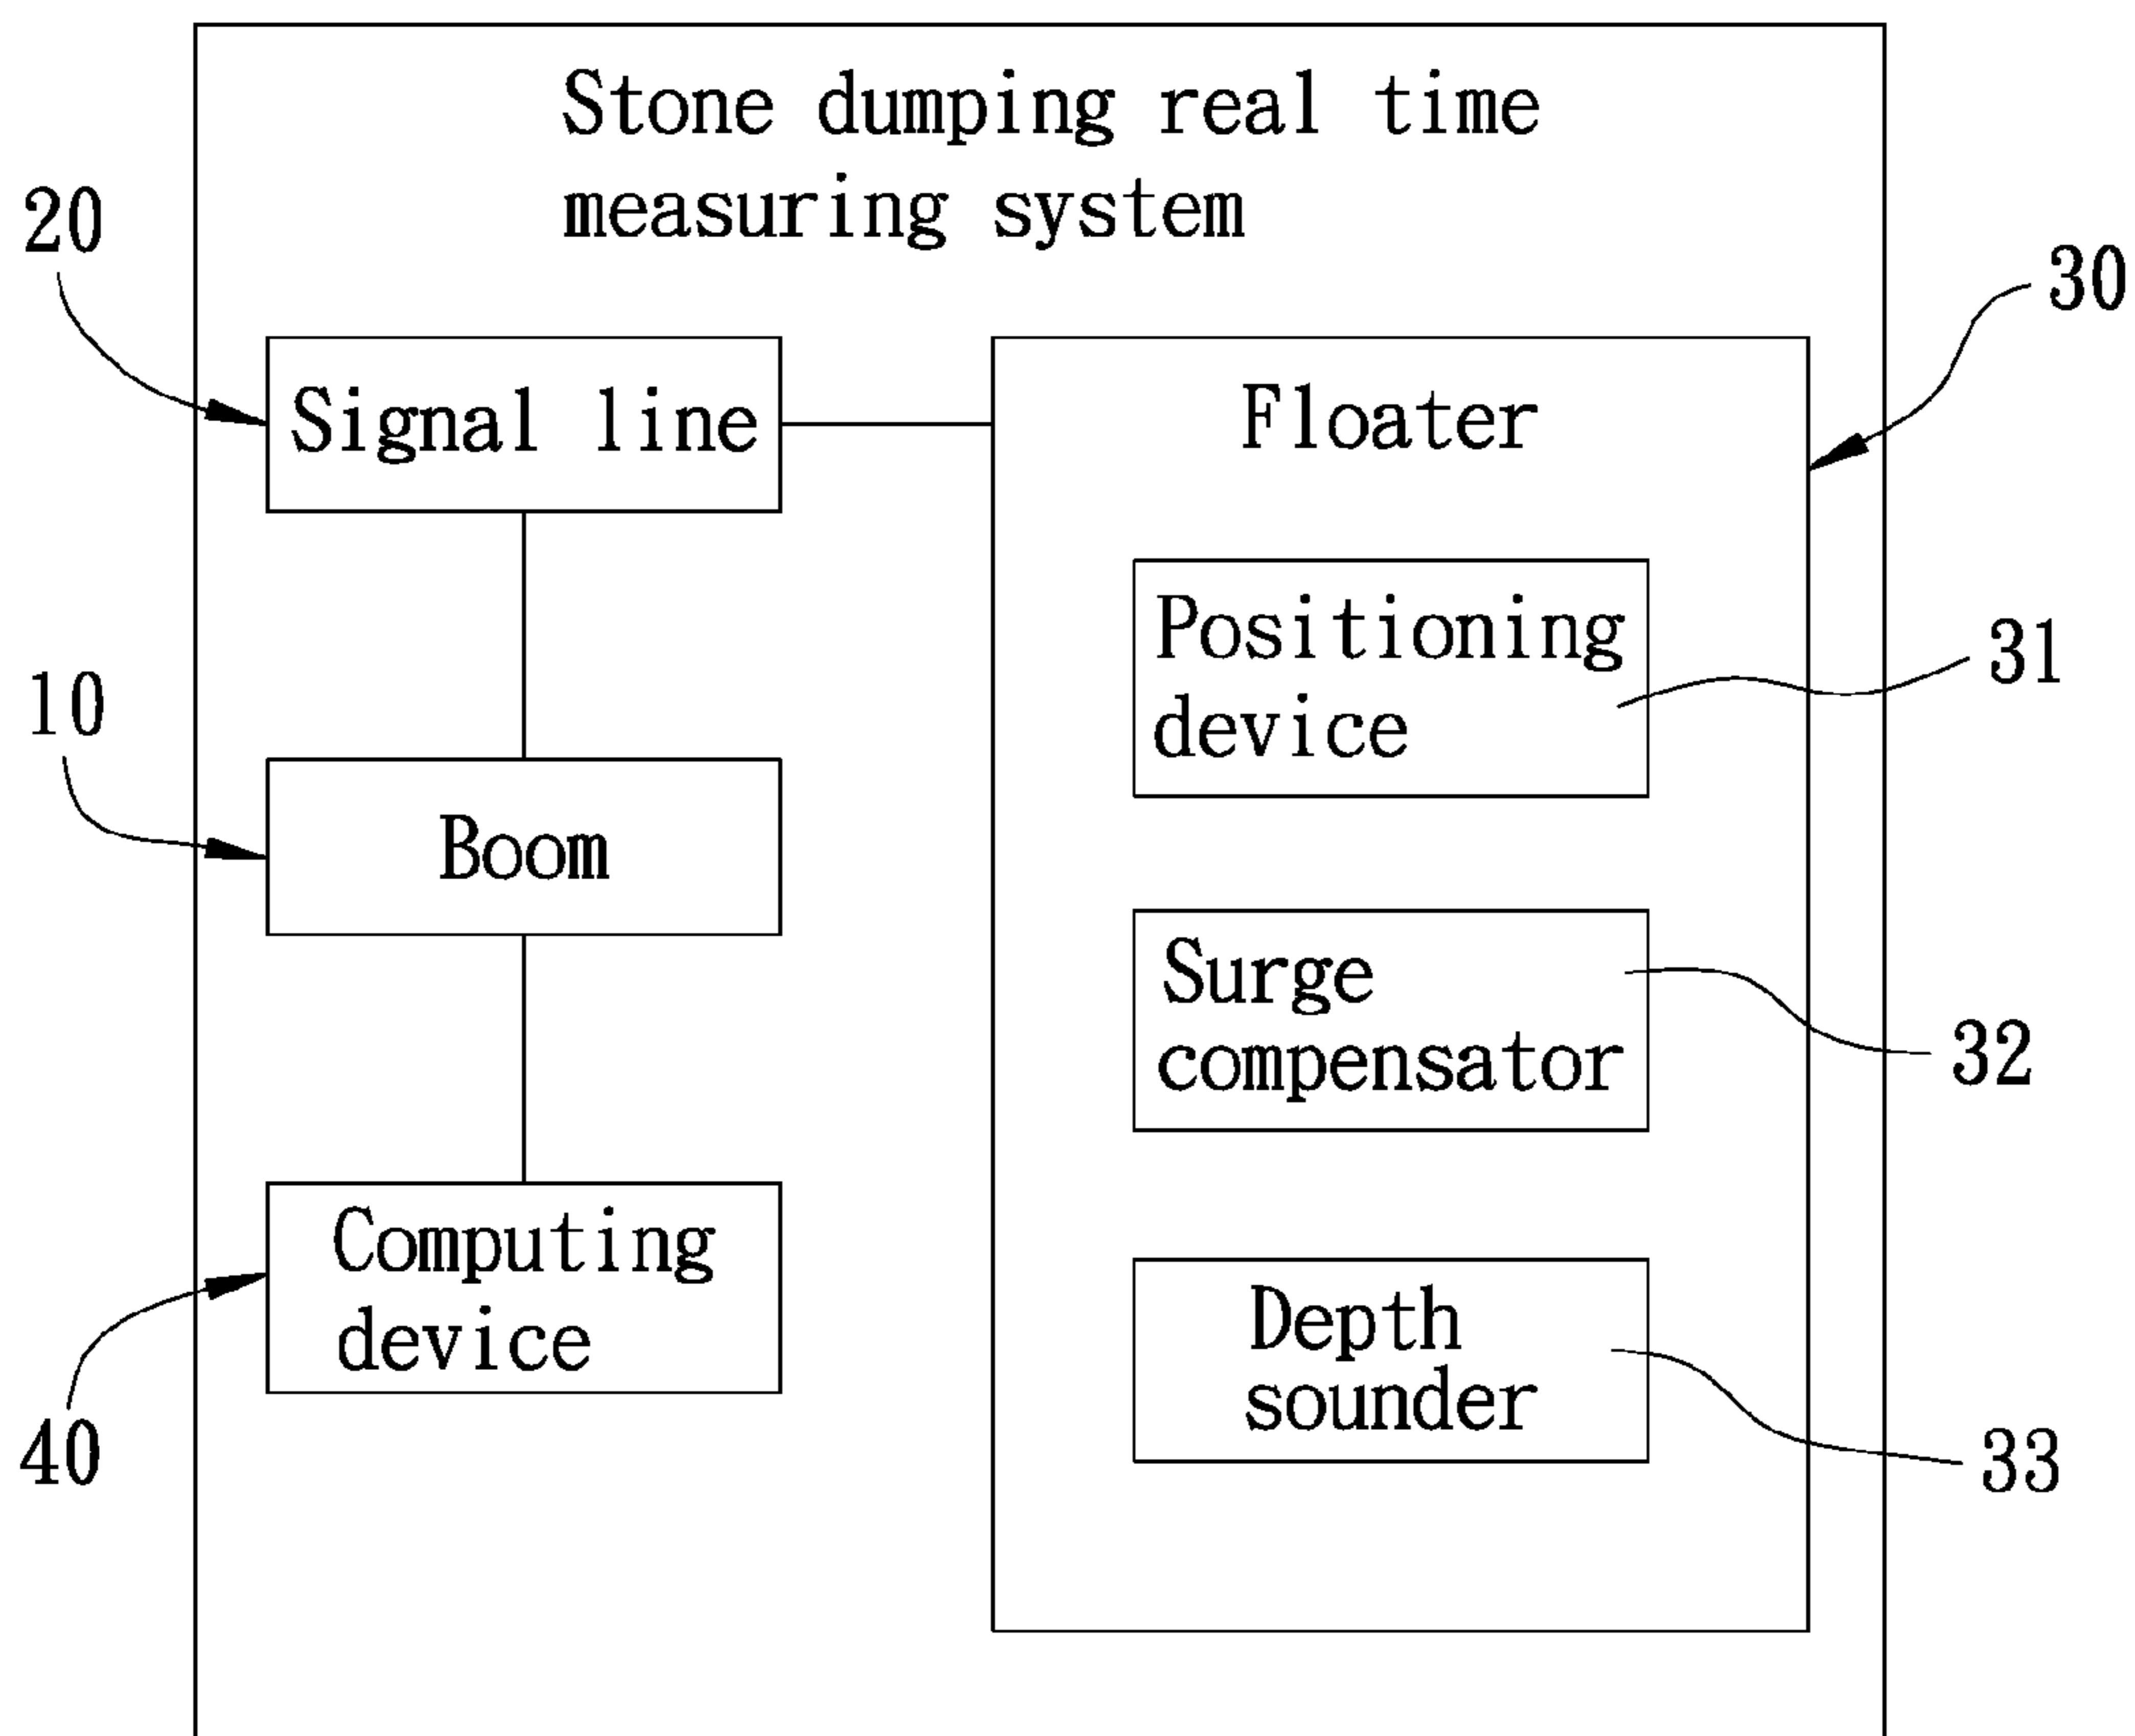 Stone dumping real time
measuring system
20
30
Signal line
Floater
Positioning
device
31
10
Boom
Surge
compensator
32
Computing
device
40
Depth
sounder
33